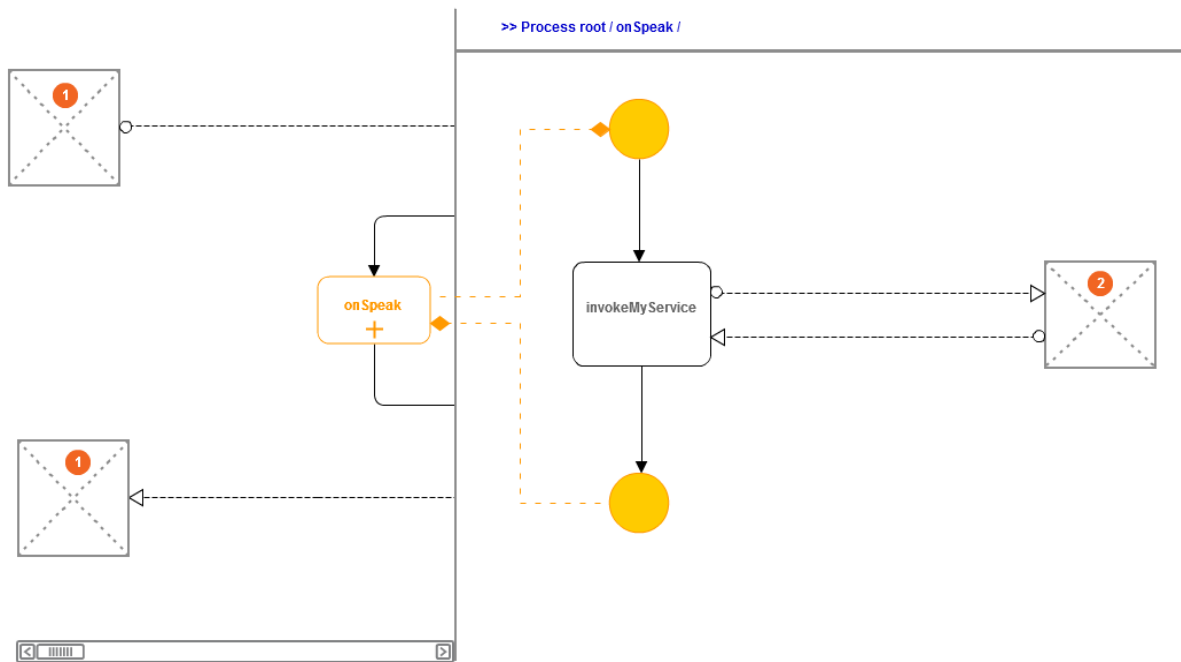 >> Process root / onSpeak /
1
onSpeak
invokeMyService
2
1